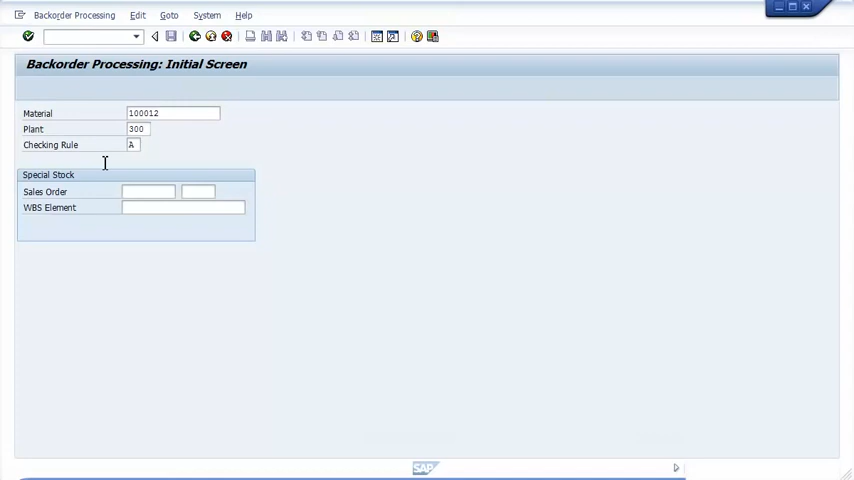 Backorder Processing Edit Goto System Help
Backorder Processing: Initial Screen
Material 100012
Plant 300
Checking Rule A
Special Stock
Sales Order
WBS Element
SAP